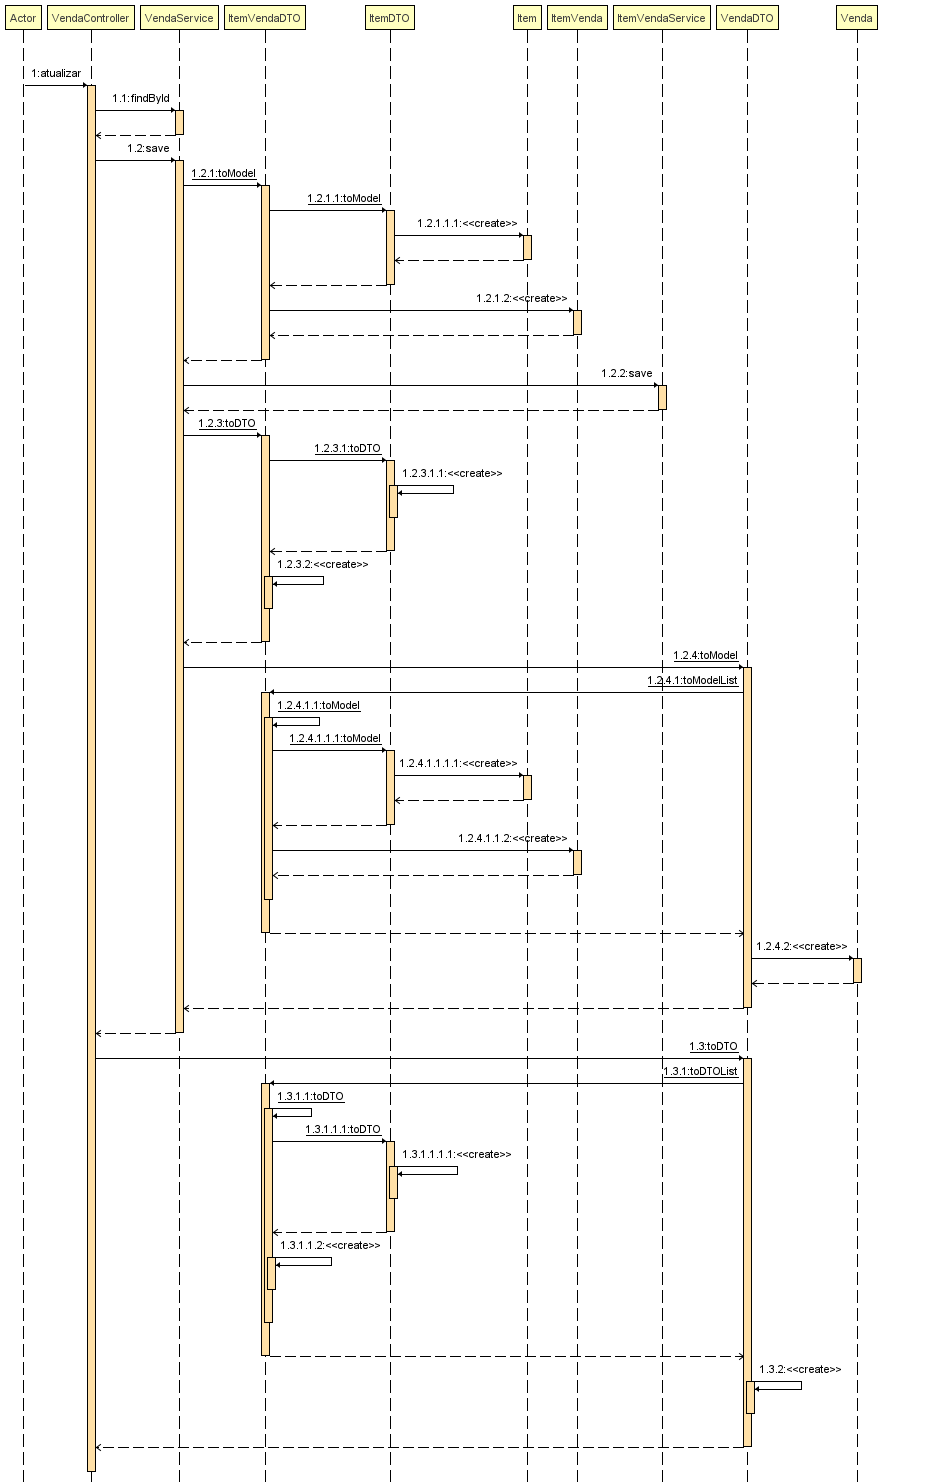 Actor VendaController VendaService ItemVendaDTO ItemDTO Item ItemVenda ItemVendaService VendaDTO Venda
1:atualizar
1.1:findById
1.2:save
1.2.1:toModel
1.2.1.1:toModel
1.2.1.1.1:<<create>>
1.2.1.2:<<create>>
1.2.2:save
1.2.3:toDTO
1.2.3.1:toDTO
1.2.3.1.1:<<create>>
1.2.3.2:<<create>>
1.2.4:toModel
1.2.4.1:toModelList
1.2.4.1.1:toModel
1.2.4.1.1.1:toModel
1.2.4.1.1.1.1:<<create>>
1.2.4.1.1.2:<<create>>
1.2.4.2:<<create>>
1.3:toDTO
1.3.1:toDTOList
1.3.1.1:toDTO
1.3.1.1.1:toDTO
1.3.1.1.1.1:<<create>>
1.3.1.1.2:<<create>>
1.3.2:<<create>>